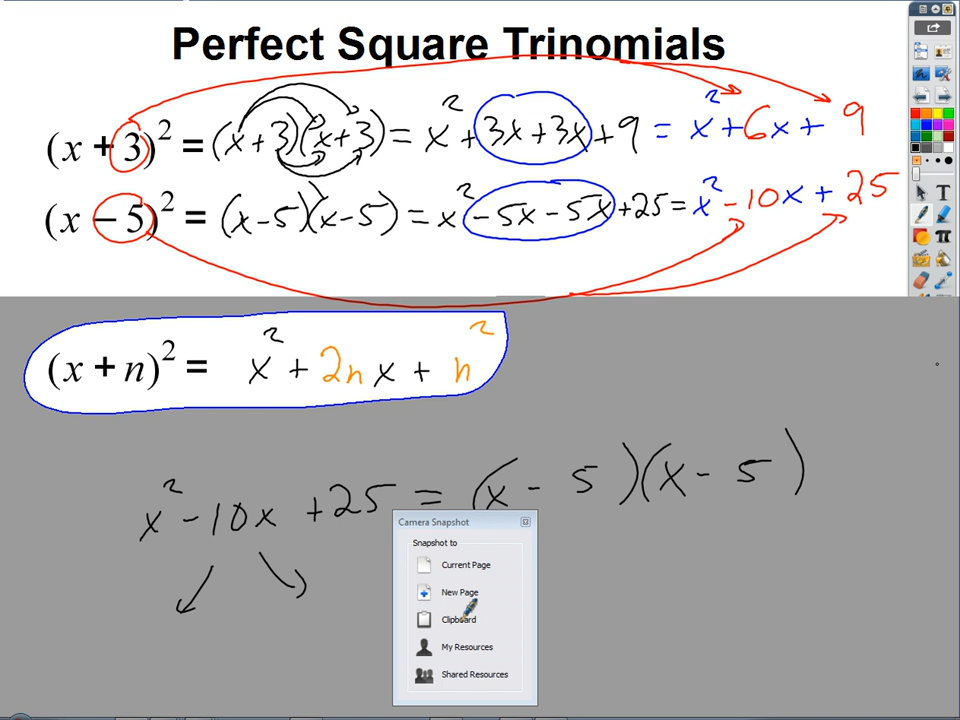 Perfect Square Trinomials
(x + 3)² = (x+3)(x+3) = x² + 3x + 3x + 9 = x² + 6x + 9
(x − 5)² = (x-5)(x-5) = x² - 5x - 5x + 25 = x² - 10x + 25
(x + n)² = x² + 2nx + n²
x² - 10x + 25 = (x - 5)(x - 5)
Camera Snapshot
Snapshot to
Current Page
New Page
Clipboard
My Resources
Shared Resources
T
π